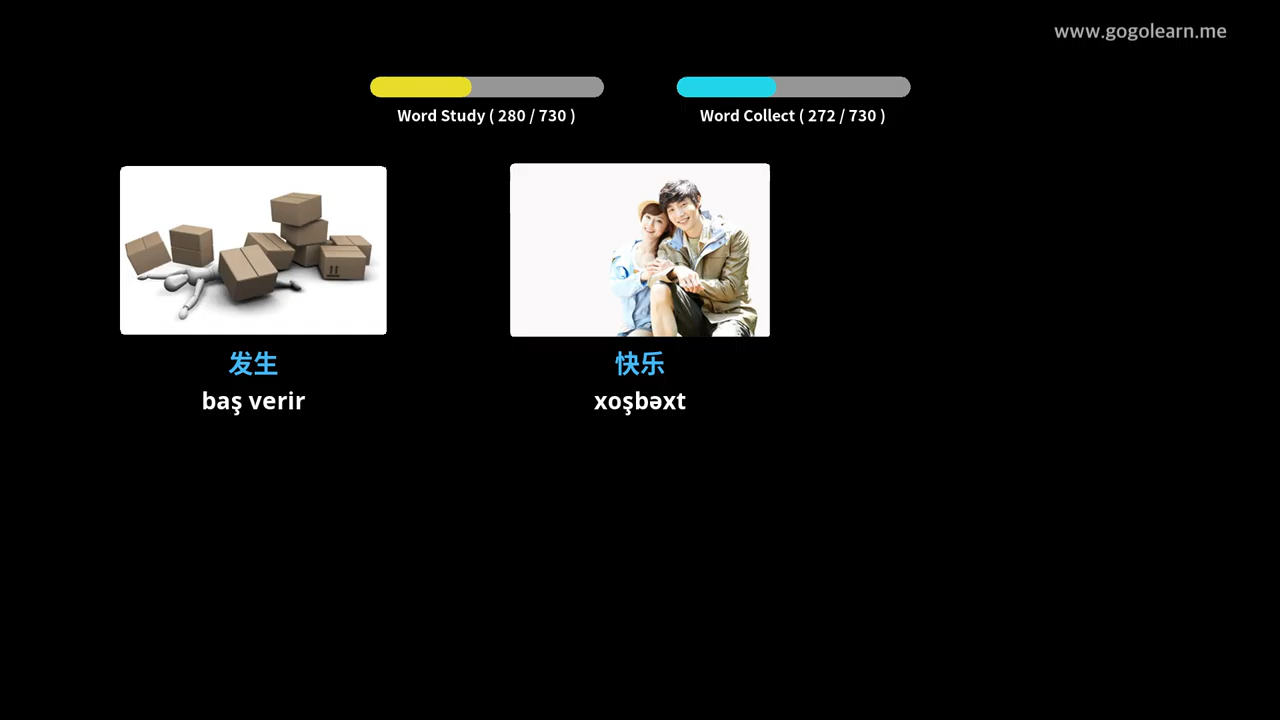 www.gogolearn.me
Word Study ( 280 / 730 )
Word Collect ( 272 / 730 )
发生
baş verir
快乐
xoşbəxt